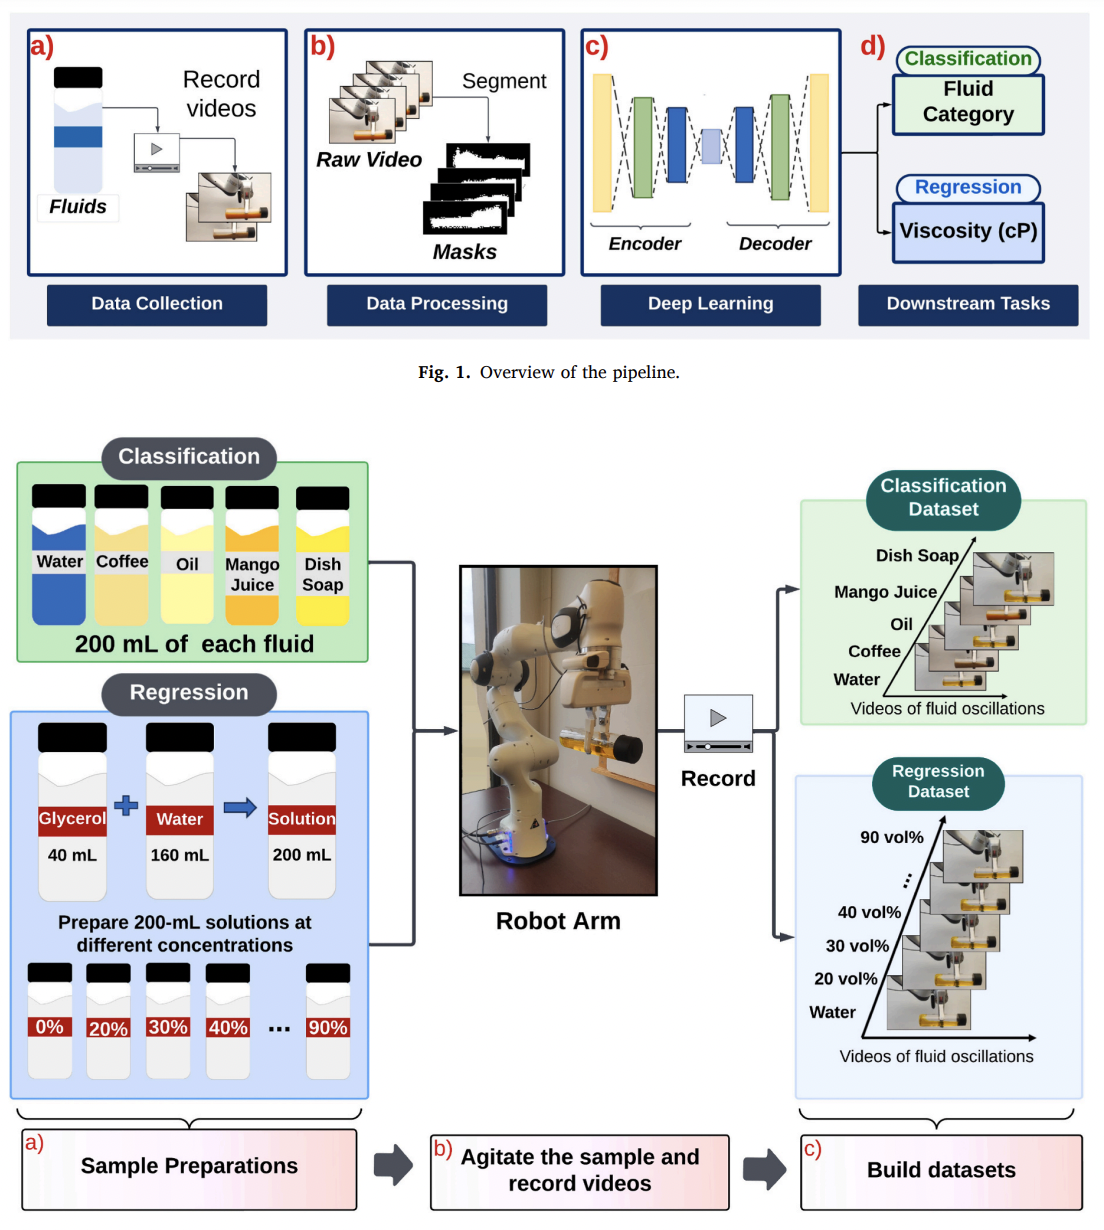 a)
Record
videos
Fluids
Data Collection
b)
Segment
Raw Video
Masks
Data Processing
c)
Encoder
Decoder
Deep Learning
d)
Classification
Fluid
Category
Regression
Viscosity (cP)
Downstream Tasks
Fig. 1. Overview of the pipeline.
Classification
Water
Coffee
Oil
Mango
Juice
Dish
Soap
200 mL of each fluid
Regression
Glycerol
40 mL
Water
160 mL
Solution
200 mL
Prepare 200-mL solutions at
different concentrations
0%
20%
30%
40%
...
90%
Robot Arm
Record
Classification
Dataset
Dish Soap
Mango Juice
Oil
Coffee
Water
Videos of fluid oscillations
Regression
Dataset
90 vol%
...
40 vol%
30 vol%
20 vol%
Water
Videos of fluid oscillations
a)
Sample Preparations
b)
Agitate the sample and
record videos
c)
Build datasets